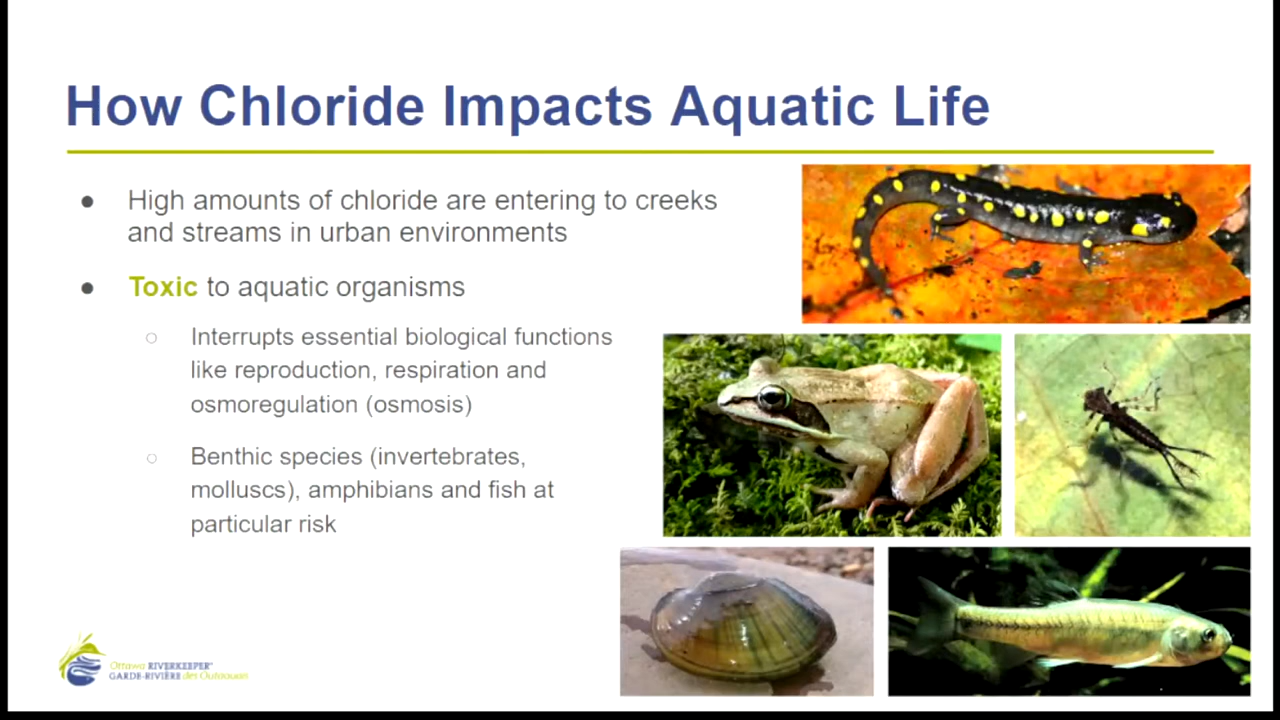 How Chloride Impacts Aquatic Life
● High amounts of chloride are entering to creeks
and streams in urban environments
● Toxic to aquatic organisms
○ Interrupts essential biological functions
like reproduction, respiration and
osmoregulation (osmosis)
○ Benthic species (invertebrates,
molluscs), amphibians and fish at
particular risk
Ottawa RIVERKEEPER®
GARDE-RIVIÈRE des Outaouais